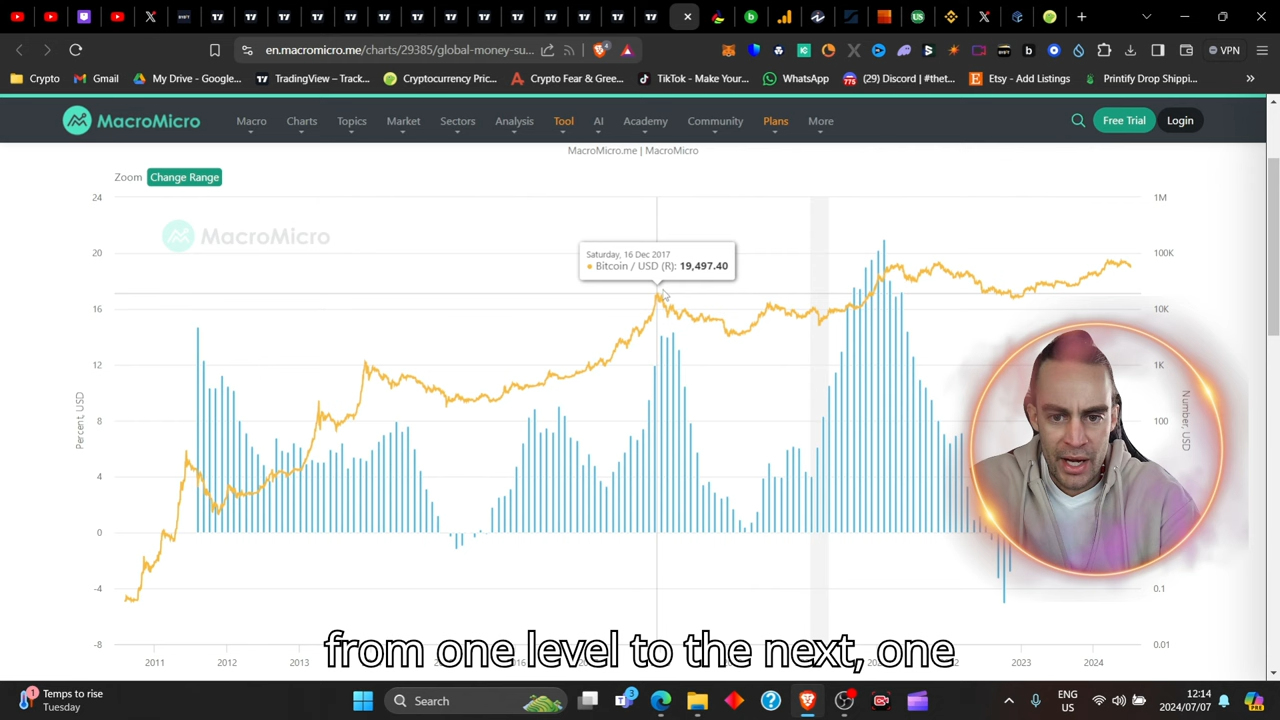 en.macromicro.me/charts/29385/global-money-su...
4
VPN
Crypto
Gmail
My Drive - Google...
TradingView – Track...
Cryptocurrency Pric...
Crypto Fear & Gree...
TikTok - Make Your...
WhatsApp
(29) Discord | #thet...
Etsy - Add Listings
Printify Drop Shippi...
MacroMicro
Macro
Charts
Topics
Market
Sectors
Analysis
Tool
AI
Academy
Community
Plans
More
Free Trial
Login
MacroMicro.me | MacroMicro
Zoom
Change Range
MacroMicro
24
20
16
12
8
4
0
-4
-8
Percent, USD
Saturday, 16 Dec 2017
Bitcoin / USD (R): 19,497.40
1M
100K
10K
1K
100
0.1
0.01
Number, USD
2011
2012
2013
2023
2024
from one level to the next, one
1
Temps to rise
Tuesday
Search
3
ENG
US
12:14
2024/07/07